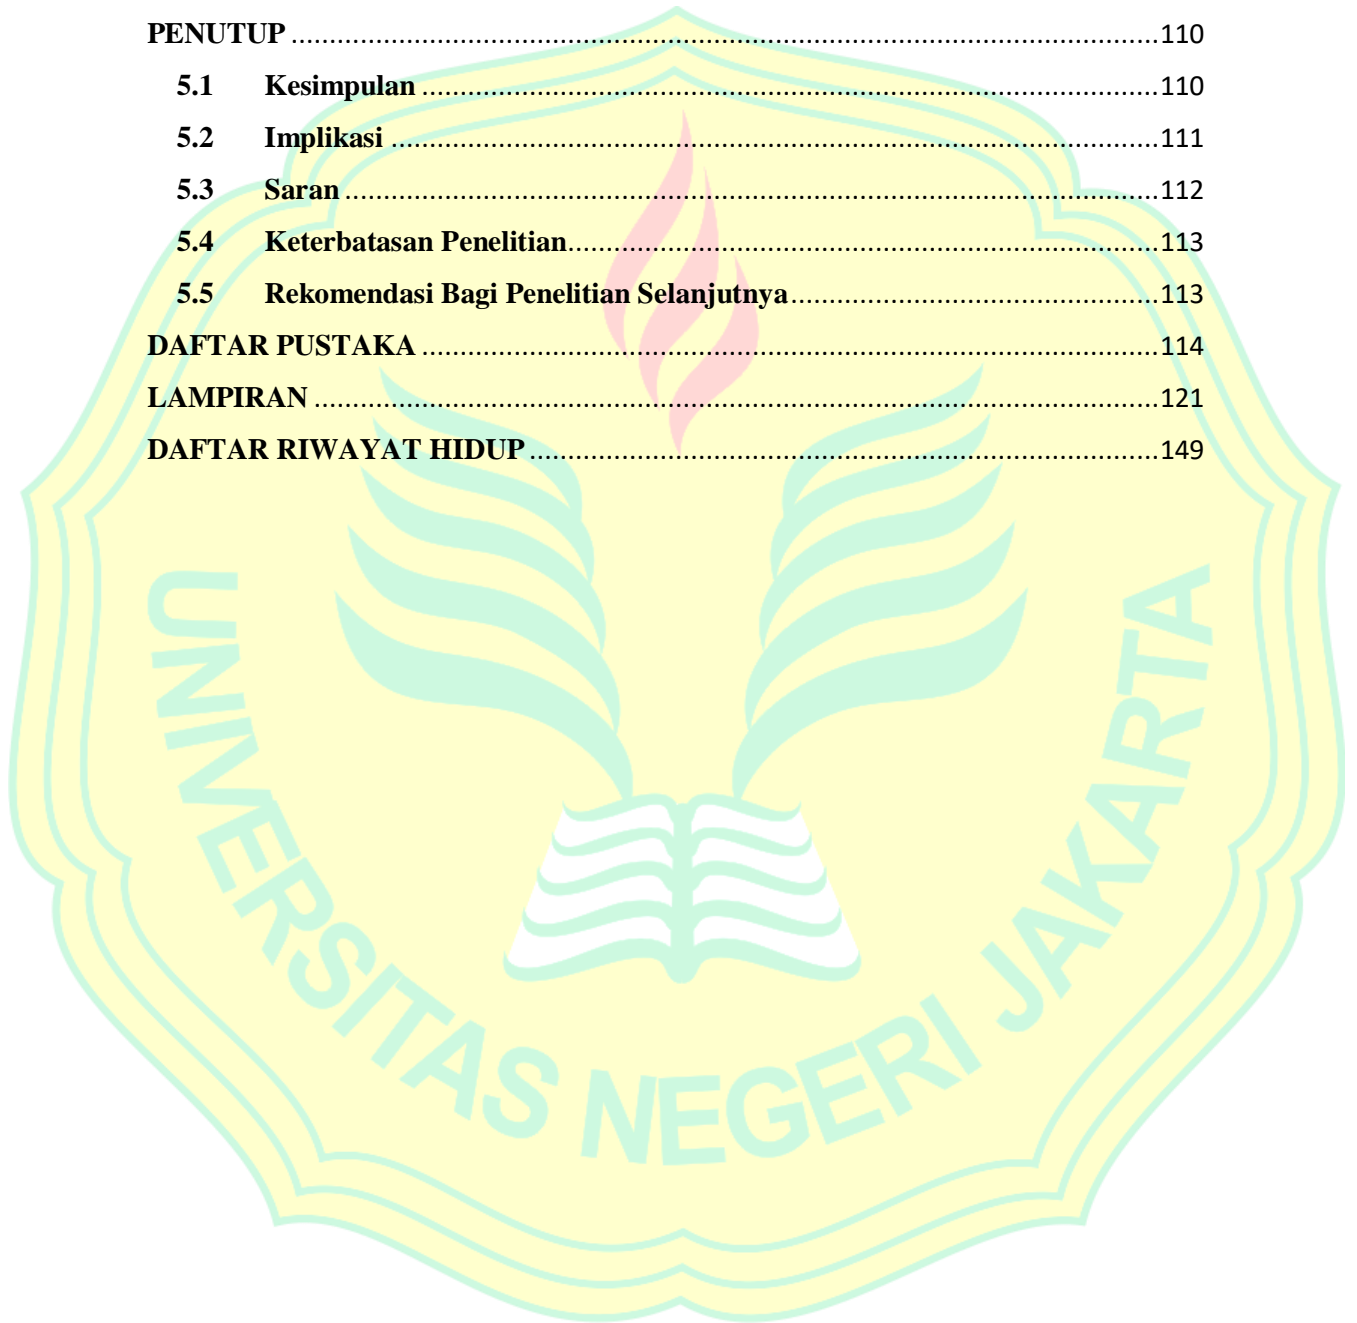 PENUTUP ........................................................................................................ 110
5.1 Kesimpulan ........................................................................................ 110
5.2 Implikasi ............................................................................................ 111
5.3 Saran .................................................................................................. 112
5.4 Keterbatasan Penelitian...................................................................... 113
5.5 Rekomendasi Bagi Penelitian Selanjutnya......................................... 113
DAFTAR PUSTAKA ........................................................................................ 114
LAMPIRAN ...................................................................................................... 121
DAFTAR RIWAYAT HIDUP........................................................................... 149
UNIVERSITAS NEGERI JAKARTA